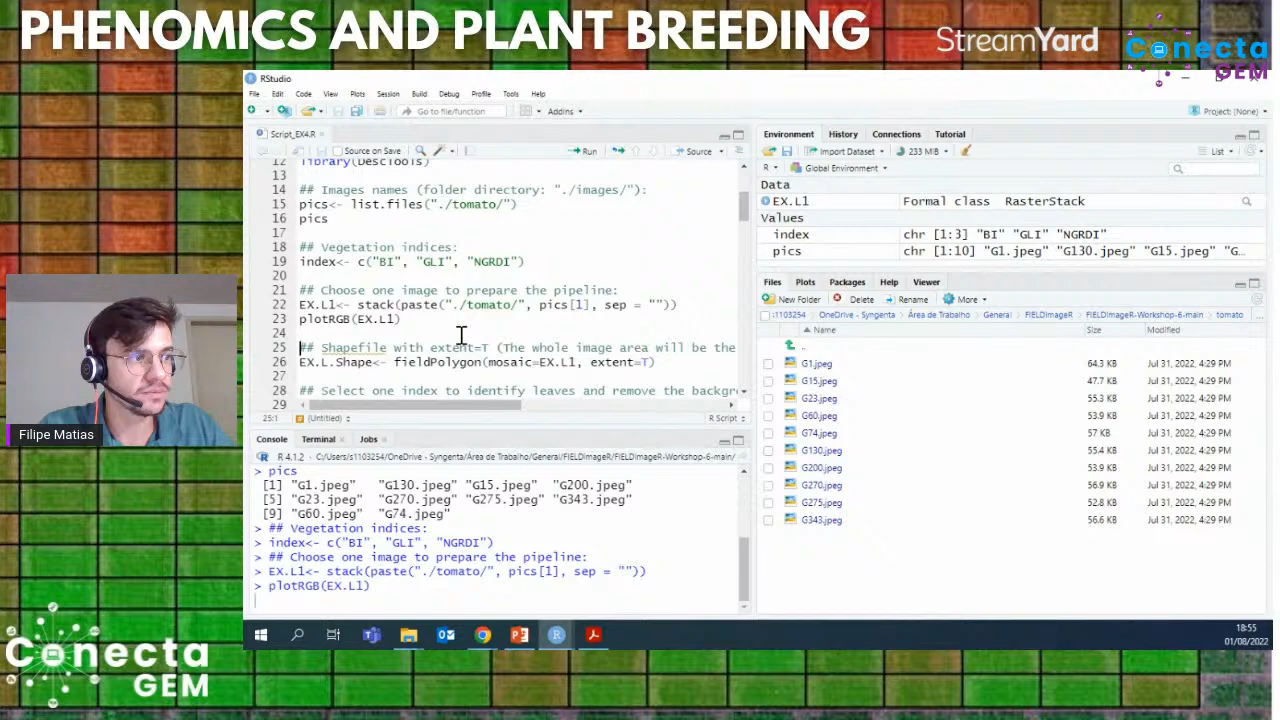 PHENOMICS AND PLANT BREEDING
StreamYard
Conecta
GEM
RStudio
File Edit Code View Plots Session Build Debug Profile Tools Help
Go to file/function
Addins
Project: (None)
Script_EX4.R
Source on Save
Run
Source
12 library(DescTools)
13
14 ## Images names (folder directory: "./images/"):
15 pics<- list.files("./tomato/")
16 pics
17
18 ## Vegetation indices:
19 index<- c("BI", "GLI", "NGRDI")
20
21 ## Choose one image to prepare the pipeline:
22 EX.L1<- stack(paste("./tomato/", pics[1], sep = ""))
23 plotRGB(EX.L1)
24
25 ## Shapefile with extent=T (The whole image area will be the
26 EX.L.Shape<- fieldPolygon(mosaic=EX.L1, extent=T)
27
28 ## Select one index to identify leaves and remove the backgr
29
25:1 (Untitled) R Script
Console Terminal Jobs
R 4.1.2 · C:/Users/s1103254/OneDrive - Syngenta/Área de Trabalho/General/FIELDImageR/FIELDImageR-Workshop-6-main/
> pics
[1] "G1.jpeg" "G130.jpeg" "G15.jpeg" "G200.jpeg"
[5] "G23.jpeg" "G270.jpeg" "G275.jpeg" "G343.jpeg"
[9] "G60.jpeg" "G74.jpeg"
> ## Vegetation indices:
> index<- c("BI", "GLI", "NGRDI")
> ## Choose one image to prepare the pipeline:
> EX.L1<- stack(paste("./tomato/", pics[1], sep = ""))
> plotRGB(EX.L1)
Environment History Connections Tutorial
Import Dataset 233 MiB List
R Global Environment
Data
EX.L1 Formal class RasterStack
Values
index chr [1:3] "BI" "GLI" "NGRDI"
pics chr [1:10] "G1.jpeg" "G130.jpeg" "G15.jpeg" "G…
Files Plots Packages Help Viewer
New Folder Delete Rename More
:1103254 OneDrive - Syngenta Área de Trabalho General FIELDImageR FIELDImageR-Workshop-6-main tomato
Name Size Modified
..
G1.jpeg 64.3 KB Jul 31, 2022, 4:29 PM
G15.jpeg 47.7 KB Jul 31, 2022, 4:29 PM
G23.jpeg 55.3 KB Jul 31, 2022, 4:29 PM
G60.jpeg 53.9 KB Jul 31, 2022, 4:29 PM
G74.jpeg 57 KB Jul 31, 2022, 4:29 PM
G130.jpeg 55.4 KB Jul 31, 2022, 4:29 PM
G200.jpeg 53.9 KB Jul 31, 2022, 4:29 PM
G270.jpeg 56.9 KB Jul 31, 2022, 4:29 PM
G275.jpeg 52.8 KB Jul 31, 2022, 4:29 PM
G343.jpeg 56.6 KB Jul 31, 2022, 4:29 PM
Filipe Matias
18:55
01/08/2022
Conecta
GEM